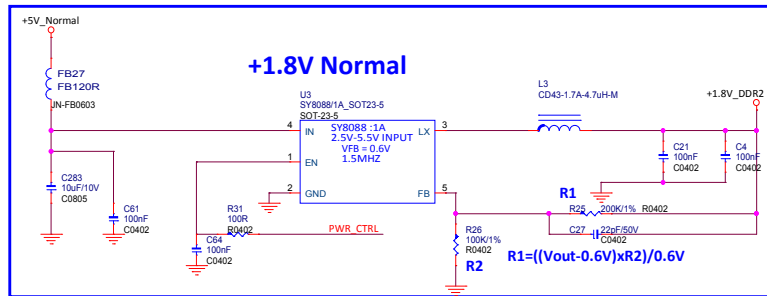 +5V_Normal
FB27
FB120R
JN-FB0603
+1.8V Normal
U3
SY8088/1A_SOT23-5
SOT-23-5
SY8088 :1A
2.5V-5.5V INPUT
VFB = 0.6V
1.5MHZ
4 IN
1 EN
2 GND
LX 3
FB 5
L3
CD43-1.7A-4.7uH-M
+1.8V_DDR2
C21
100nF
C0402
C4
100nF
C0402
C283
10uF/10V
C0805
C61
100nF
C0402
R31
100R
R0402
C64
100nF
C0402
PWR_CTRL
R1
R25 200K/1% R0402
C27 22pF/50V
C0402
R26
100K/1%
R0402
R2
R1=((Vout-0.6V)xR2)/0.6V